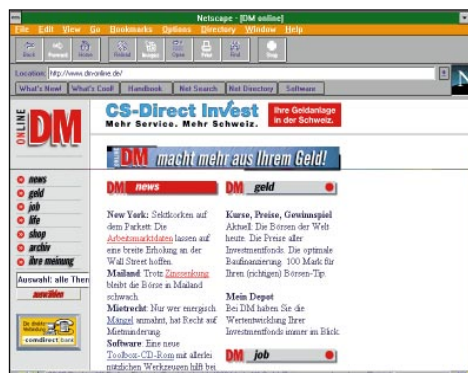 Netscape - [DM online]
File Edit View Go Bookmarks Options Directory Window Help
Back Forward Home Reload Images Open Print Find Stop
Location: http://www.dmonline.de/
What's New! What's Cool! Handbook Net Search Net Directory Software
N
ONLINE DM
CS-Direct Invest
Mehr Service. Mehr Schweiz.
Ihre Geldanlage
in der Schweiz.
ONLINE DM macht mehr aus Ihrem Geld!
news
geld
job
life
shop
archiv
ihre meinung
Auswahl: alle Them
auswählen
Die direkte
Verbindung
comdirect bank
DM news
New York: Sektkorken auf
dem Parkett: Die
Arbeitsmarktdaten lassen auf
eine breite Erholung an der
Wall Street hoffen.
Mailand: Trotz Zinssenkung
bleibt die Börse in Mailand
schwach.
Mietrecht: Nur wer energisch
Mängel anmahnt, hat Recht auf
Mietminderung.
Software: Eine neue
Toolbox-CD-Rom mit allerlei
nützlichen Werkzeugen hilft bei
DM geld
Kurse, Preise, Gewinnspiel
Aktuell: Die Börsen der Welt
heute. Die Preise aller
Investmentfonds. Die optimale
Baufinanzierung. 100 Mark für
Ihren (richtigen) Börsen-Tip.
Mein Depot
Bei DM haben Sie die
Wertentwicklung Ihrer
Investmentfonds immer im Blick.
DM job